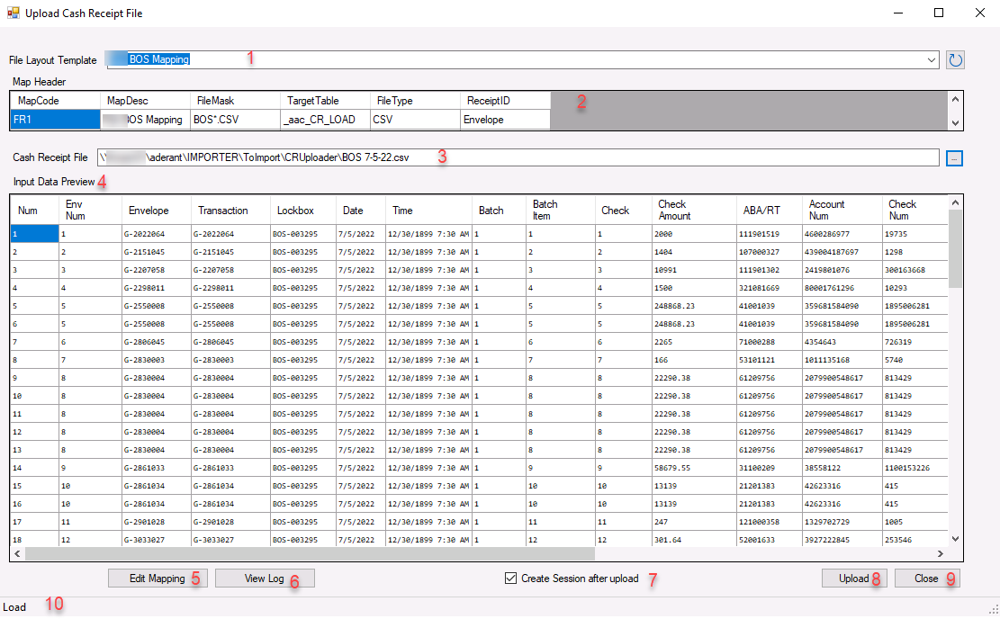 Upload Cash Receipt File
File Layout Template BOS Mapping 1
Map Header
MapCode MapDesc FileMask TargetTable FileType ReceiptID 2
FR1 BOS Mapping BOS*.CSV _aac_CR_LOAD CSV Envelope
Cash Receipt File \\ \aderant\IMPORTER\ToImport\CRUploader\BOS 7-5-22.csv 3 ...
Input Data Preview 4
Num Env Num Envelope Transaction Lockbox Date Time Batch Batch Item Check Check Amount ABA/RT Account Num Check Num
1 1 G-2022064 G-2022064 BOS-003295 7/5/2022 12/30/1899 7:30 AM 1 1 1 2000 111901519 4600286977 19735
2 2 G-2151045 G-2151045 BOS-003295 7/5/2022 12/30/1899 7:30 AM 1 2 2 1404 107000327 439004187697 1298
3 3 G-2207058 G-2207058 BOS-003295 7/5/2022 12/30/1899 7:30 AM 1 3 3 10991 111901302 2419801076 300163668
4 4 G-2298011 G-2298011 BOS-003295 7/5/2022 12/30/1899 7:30 AM 1 4 4 1500 321081669 80001761296 10293
5 5 G-2550008 G-2550008 BOS-003295 7/5/2022 12/30/1899 7:30 AM 1 5 5 248868.23 41001039 359681584090 1895006281
6 5 G-2550008 G-2550008 BOS-003295 7/5/2022 12/30/1899 7:30 AM 1 5 5 248868.23 41001039 359681584090 1895006281
7 6 G-2806045 G-2806045 BOS-003295 7/5/2022 12/30/1899 7:30 AM 1 6 6 2265 71000288 4354643 726319
8 7 G-2830003 G-2830003 BOS-003295 7/5/2022 12/30/1899 7:30 AM 1 7 7 166 53101121 1011135168 5740
9 8 G-2830004 G-2830004 BOS-003295 7/5/2022 12/30/1899 7:30 AM 1 8 8 22290.38 61209756 2079900548617 813429
10 8 G-2830004 G-2830004 BOS-003295 7/5/2022 12/30/1899 7:30 AM 1 8 8 22290.38 61209756 2079900548617 813429
11 8 G-2830004 G-2830004 BOS-003295 7/5/2022 12/30/1899 7:30 AM 1 8 8 22290.38 61209756 2079900548617 813429
12 8 G-2830004 G-2830004 BOS-003295 7/5/2022 12/30/1899 7:30 AM 1 8 8 22290.38 61209756 2079900548617 813429
13 8 G-2830004 G-2830004 BOS-003295 7/5/2022 12/30/1899 7:30 AM 1 8 8 22290.38 61209756 2079900548617 813429
14 9 G-2861033 G-2861033 BOS-003295 7/5/2022 12/30/1899 7:30 AM 1 9 9 58679.55 31100209 38558122 1100153226
15 10 G-2861034 G-2861034 BOS-003295 7/5/2022 12/30/1899 7:30 AM 1 10 10 13139 21201383 42623316 415
16 10 G-2861034 G-2861034 BOS-003295 7/5/2022 12/30/1899 7:30 AM 1 10 10 13139 21201383 42623316 415
17 11 G-2901028 G-2901028 BOS-003295 7/5/2022 12/30/1899 7:30 AM 1 11 11 247 121000358 1329702729 1005
18 12 G-3033027 G-3033027 BOS-003295 7/5/2022 12/30/1899 7:30 AM 1 12 12 301.64 52001633 3927222845 253546
Edit Mapping 5 View Log 6 Create Session after upload 7 Upload 8 Close 9
Load 10